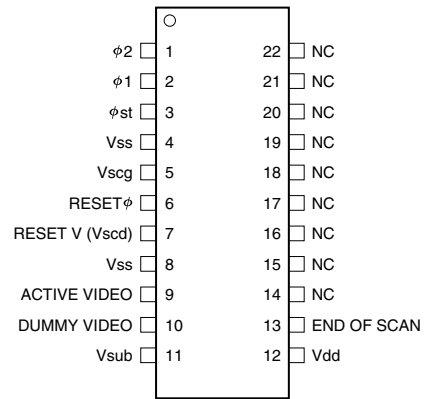 φ2 1 22 NC
φ1 2 21 NC
φst 3 20 NC
Vss 4 19 NC
Vscg 5 18 NC
RESETφ 6 17 NC
RESET V (Vscd) 7 16 NC
Vss 8 15 NC
ACTIVE VIDEO 9 14 NC
DUMMY VIDEO 10 13 END OF SCAN
Vsub 11 12 Vdd